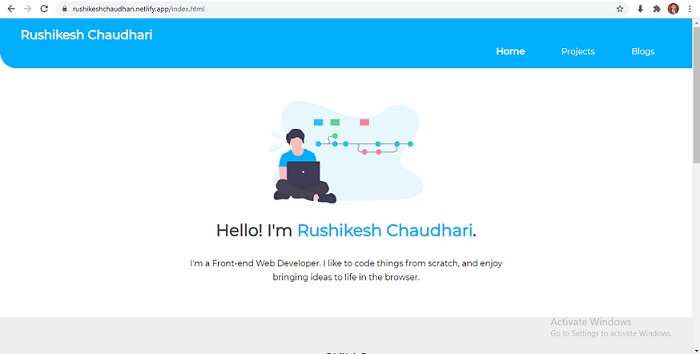 rushikeshchaudhari.netlify.app/index.html
Rushikesh Chaudhari
Home Projects Blogs
Hello! I'm Rushikesh Chaudhari.
I'm a Front-end Web Developer. I like to code things from scratch, and enjoy
bringing ideas to life in the browser.
Activate Windows
Go to Settings to activate Windows.